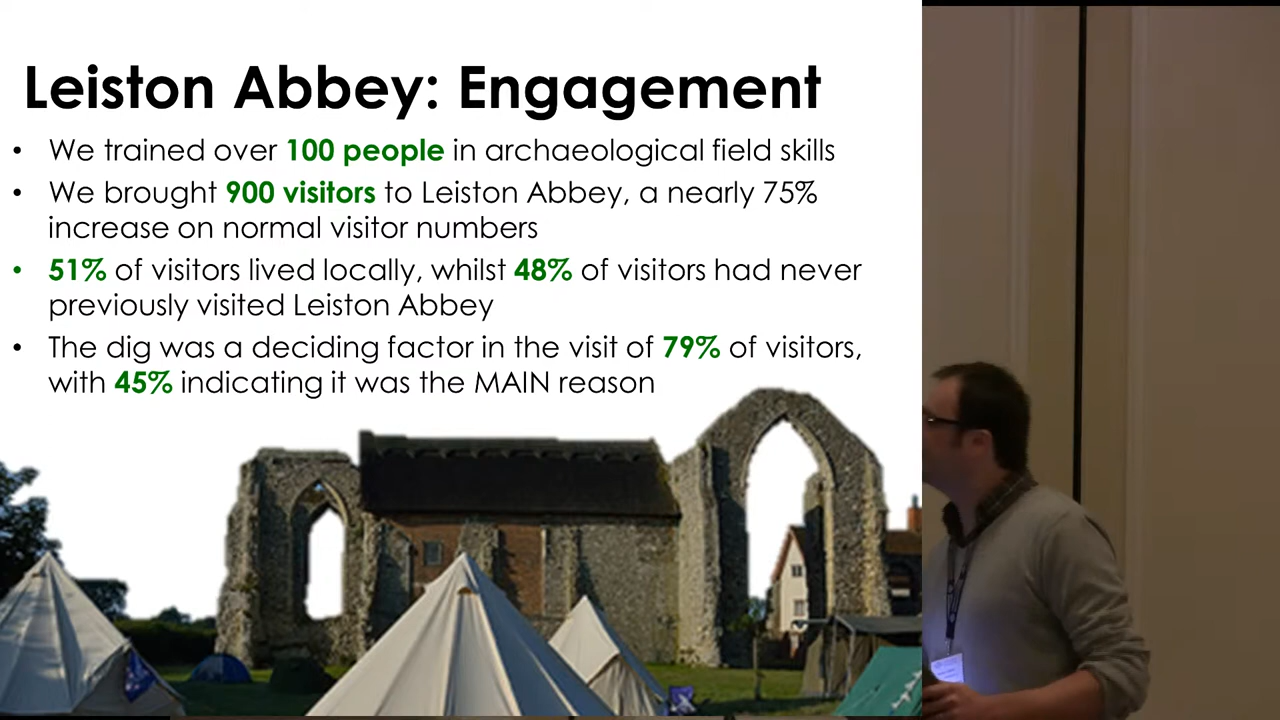 Leiston Abbey: Engagement
• We trained over 100 people in archaeological field skills
• We brought 900 visitors to Leiston Abbey, a nearly 75%
increase on normal visitor numbers
• 51% of visitors lived locally, whilst 48% of visitors had never
previously visited Leiston Abbey
• The dig was a deciding factor in the visit of 79% of visitors,
with 45% indicating it was the MAIN reason